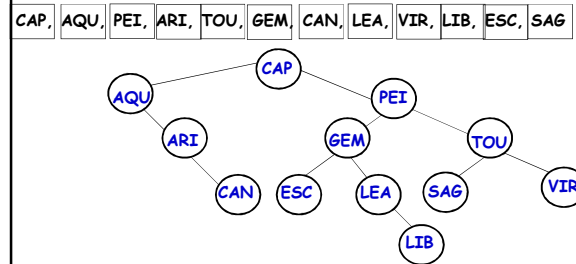 CAP, AQU, PEI, ARI, TOU, GEM, CAN, LEA, VIR, LIB, ESC, SAG
CAP
AQU PEI
ARI GEM TOU
CAN ESC LEA SAG VIR
LIB